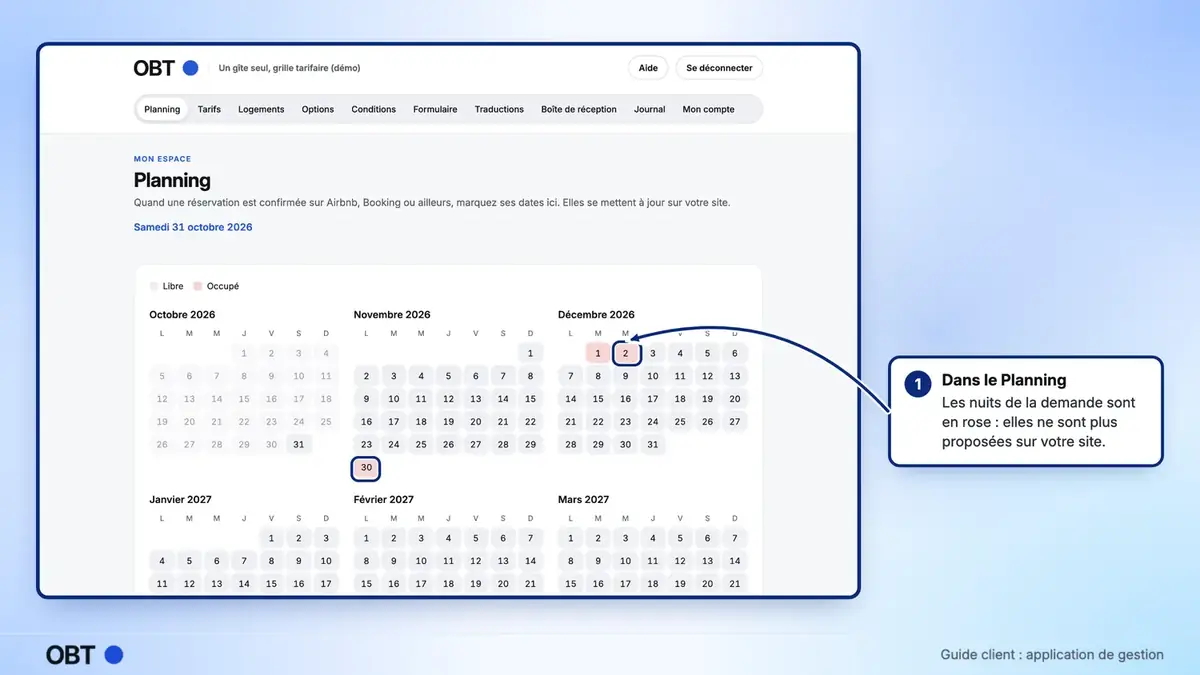 OBT
Un gîte seul, grille tarifaire (démo)
Aide
Se déconnecter
Planning Tarifs Logements Options Conditions Formulaire Traductions Boîte de réception Journal Mon compte
MON ESPACE
Planning
Quand une réservation est confirmée sur Airbnb, Booking ou ailleurs, marquez ses dates ici. Elles se mettent à jour sur votre site.
Samedi 31 octobre 2026
Libre Occupé
Octobre 2026
L M M J V S D
1 2 3 4
5 6 7 8 9 10 11
12 13 14 15 16 17 18
19 20 21 22 23 24 25
26 27 28 29 30 31
Novembre 2026
L M M J V S D
1
2 3 4 5 6 7 8
9 10 11 12 13 14 15
16 17 18 19 20 21 22
23 24 25 26 27 28 29
30
Décembre 2026
L M M V S D
1 2 3 4 5 6
7 8 9 10 11 12 13
14 15 16 17 18 19 20
21 22 23 24 25 26 27
28 29 30 31
Janvier 2027
L M M J V S D
1 2 3
4 5 6 7 8 9 10
11 12 13 14 15 16 17
Février 2027
L M M J V S D
1 2 3 4 5 6 7
8 9 10 11 12 13 14
15 16 17 18 19 20 21
Mars 2027
L M M J V S D
1 2 3 4 5 6 7
8 9 10 11 12 13 14
15 16 17 18 19 20 21
1 Dans le Planning
Les nuits de la demande sont
en rose : elles ne sont plus
proposées sur votre site.
OBT
Guide client : application de gestion